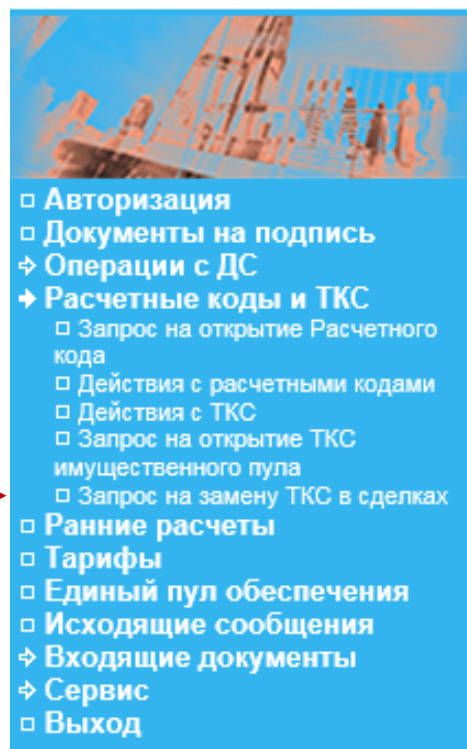 Авторизация
Документы на подпись
Операции с ДС
Расчетные коды и ТКС
Запрос на открытие Расчетного
кода
Действия с расчетными кодами
Действия с ТКС
Запрос на открытие ТКС
имущественного пула
Запрос на замену ТКС в сделках
Ранние расчеты
Тарифы
Единый пул обеспечения
Исходящие сообщения
Входящие документы
Сервис
Выход